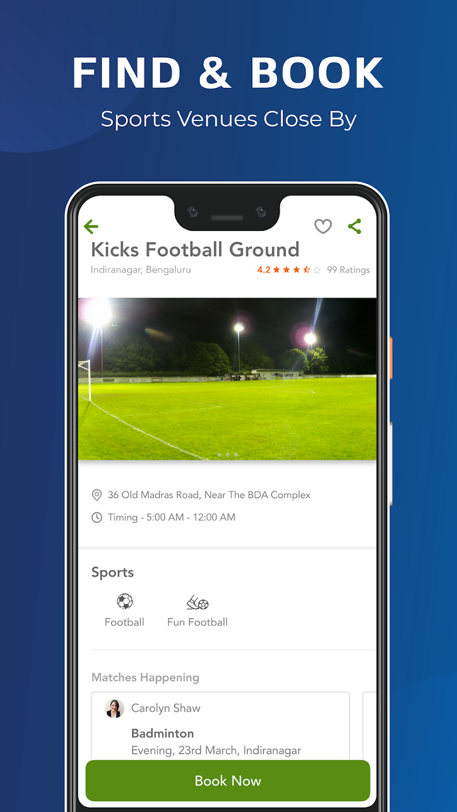 FIND & BOOK
Sports Venues Close By
Kicks Football Ground
Indiranagar, Bengaluru
4.2 99 Ratings
36 Old Madras Road, Near The BDA Complex
Timing - 5:00 AM - 12:00 AM
Sports
Football Fun Football
Matches Happening
Carolyn Shaw
Badminton
Evening, 23rd March, Indiranagar
Book Now